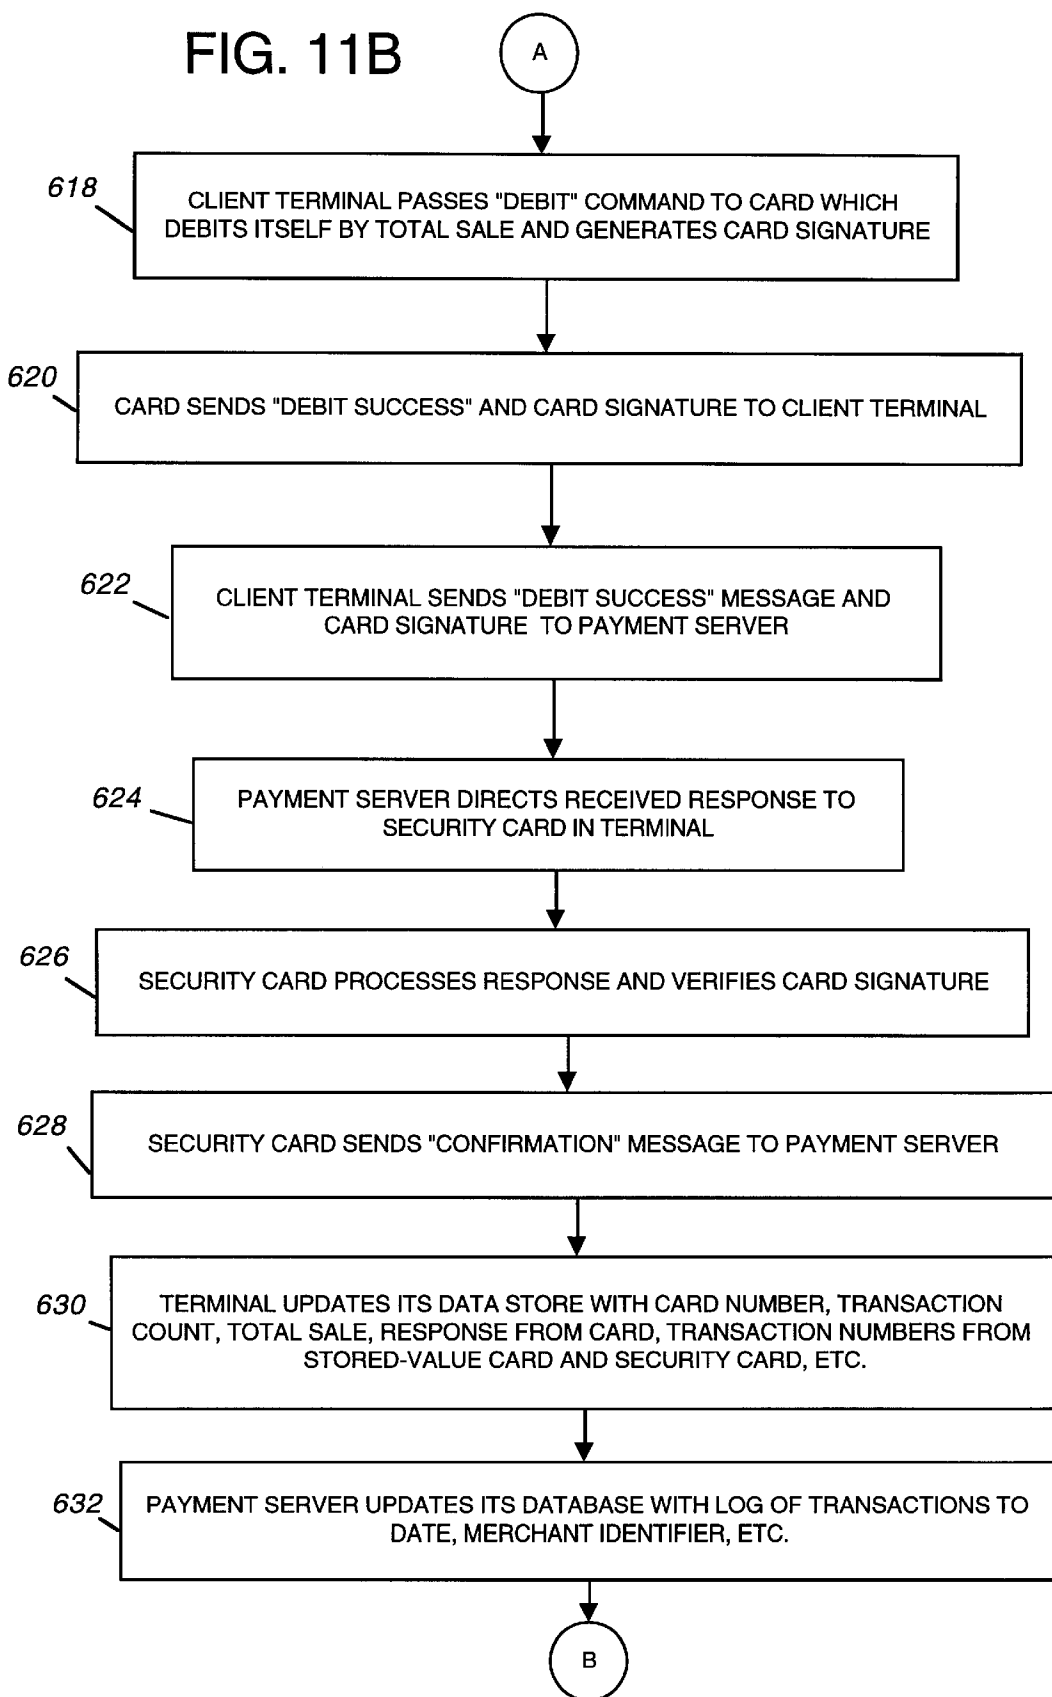 FIG. 11B
A
618
CLIENT TERMINAL PASSES "DEBIT" COMMAND TO CARD WHICH
DEBITS ITSELF BY TOTAL SALE AND GENERATES CARD SIGNATURE
620
CARD SENDS "DEBIT SUCCESS" AND CARD SIGNATURE TO CLIENT TERMINAL
622
CLIENT TERMINAL SENDS "DEBIT SUCCESS" MESSAGE AND
CARD SIGNATURE TO PAYMENT SERVER
624
PAYMENT SERVER DIRECTS RECEIVED RESPONSE TO
SECURITY CARD IN TERMINAL
626
SECURITY CARD PROCESSES RESPONSE AND VERIFIES CARD SIGNATURE
628
SECURITY CARD SENDS "CONFIRMATION" MESSAGE TO PAYMENT SERVER
630
TERMINAL UPDATES ITS DATA STORE WITH CARD NUMBER, TRANSACTION
COUNT, TOTAL SALE, RESPONSE FROM CARD, TRANSACTION NUMBERS FROM
STORED-VALUE CARD AND SECURITY CARD, ETC.
632
PAYMENT SERVER UPDATES ITS DATABASE WITH LOG OF TRANSACTIONS TO
DATE, MERCHANT IDENTIFIER, ETC.
B